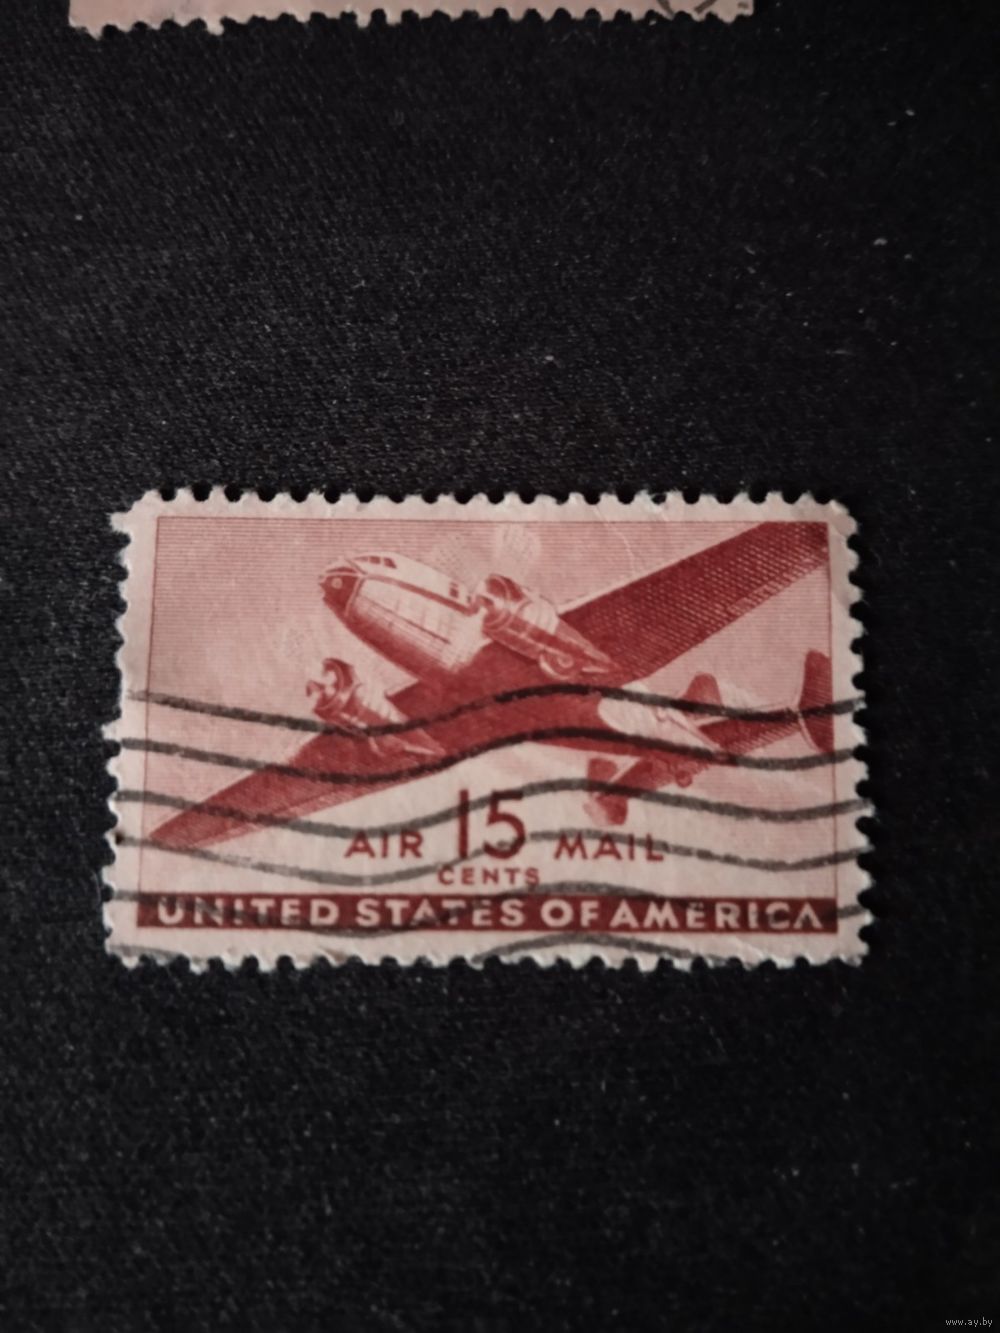 AIR 15 MAIL
CENTS
UNITED STATES OF AMERICA
www.ay.by